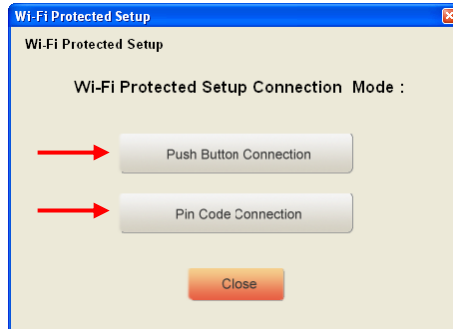 Wi-Fi Protected Setup
Wi-Fi Protected Setup
Wi-Fi Protected Setup Connection Mode :
Push Button Connection
Pin Code Connection
Close